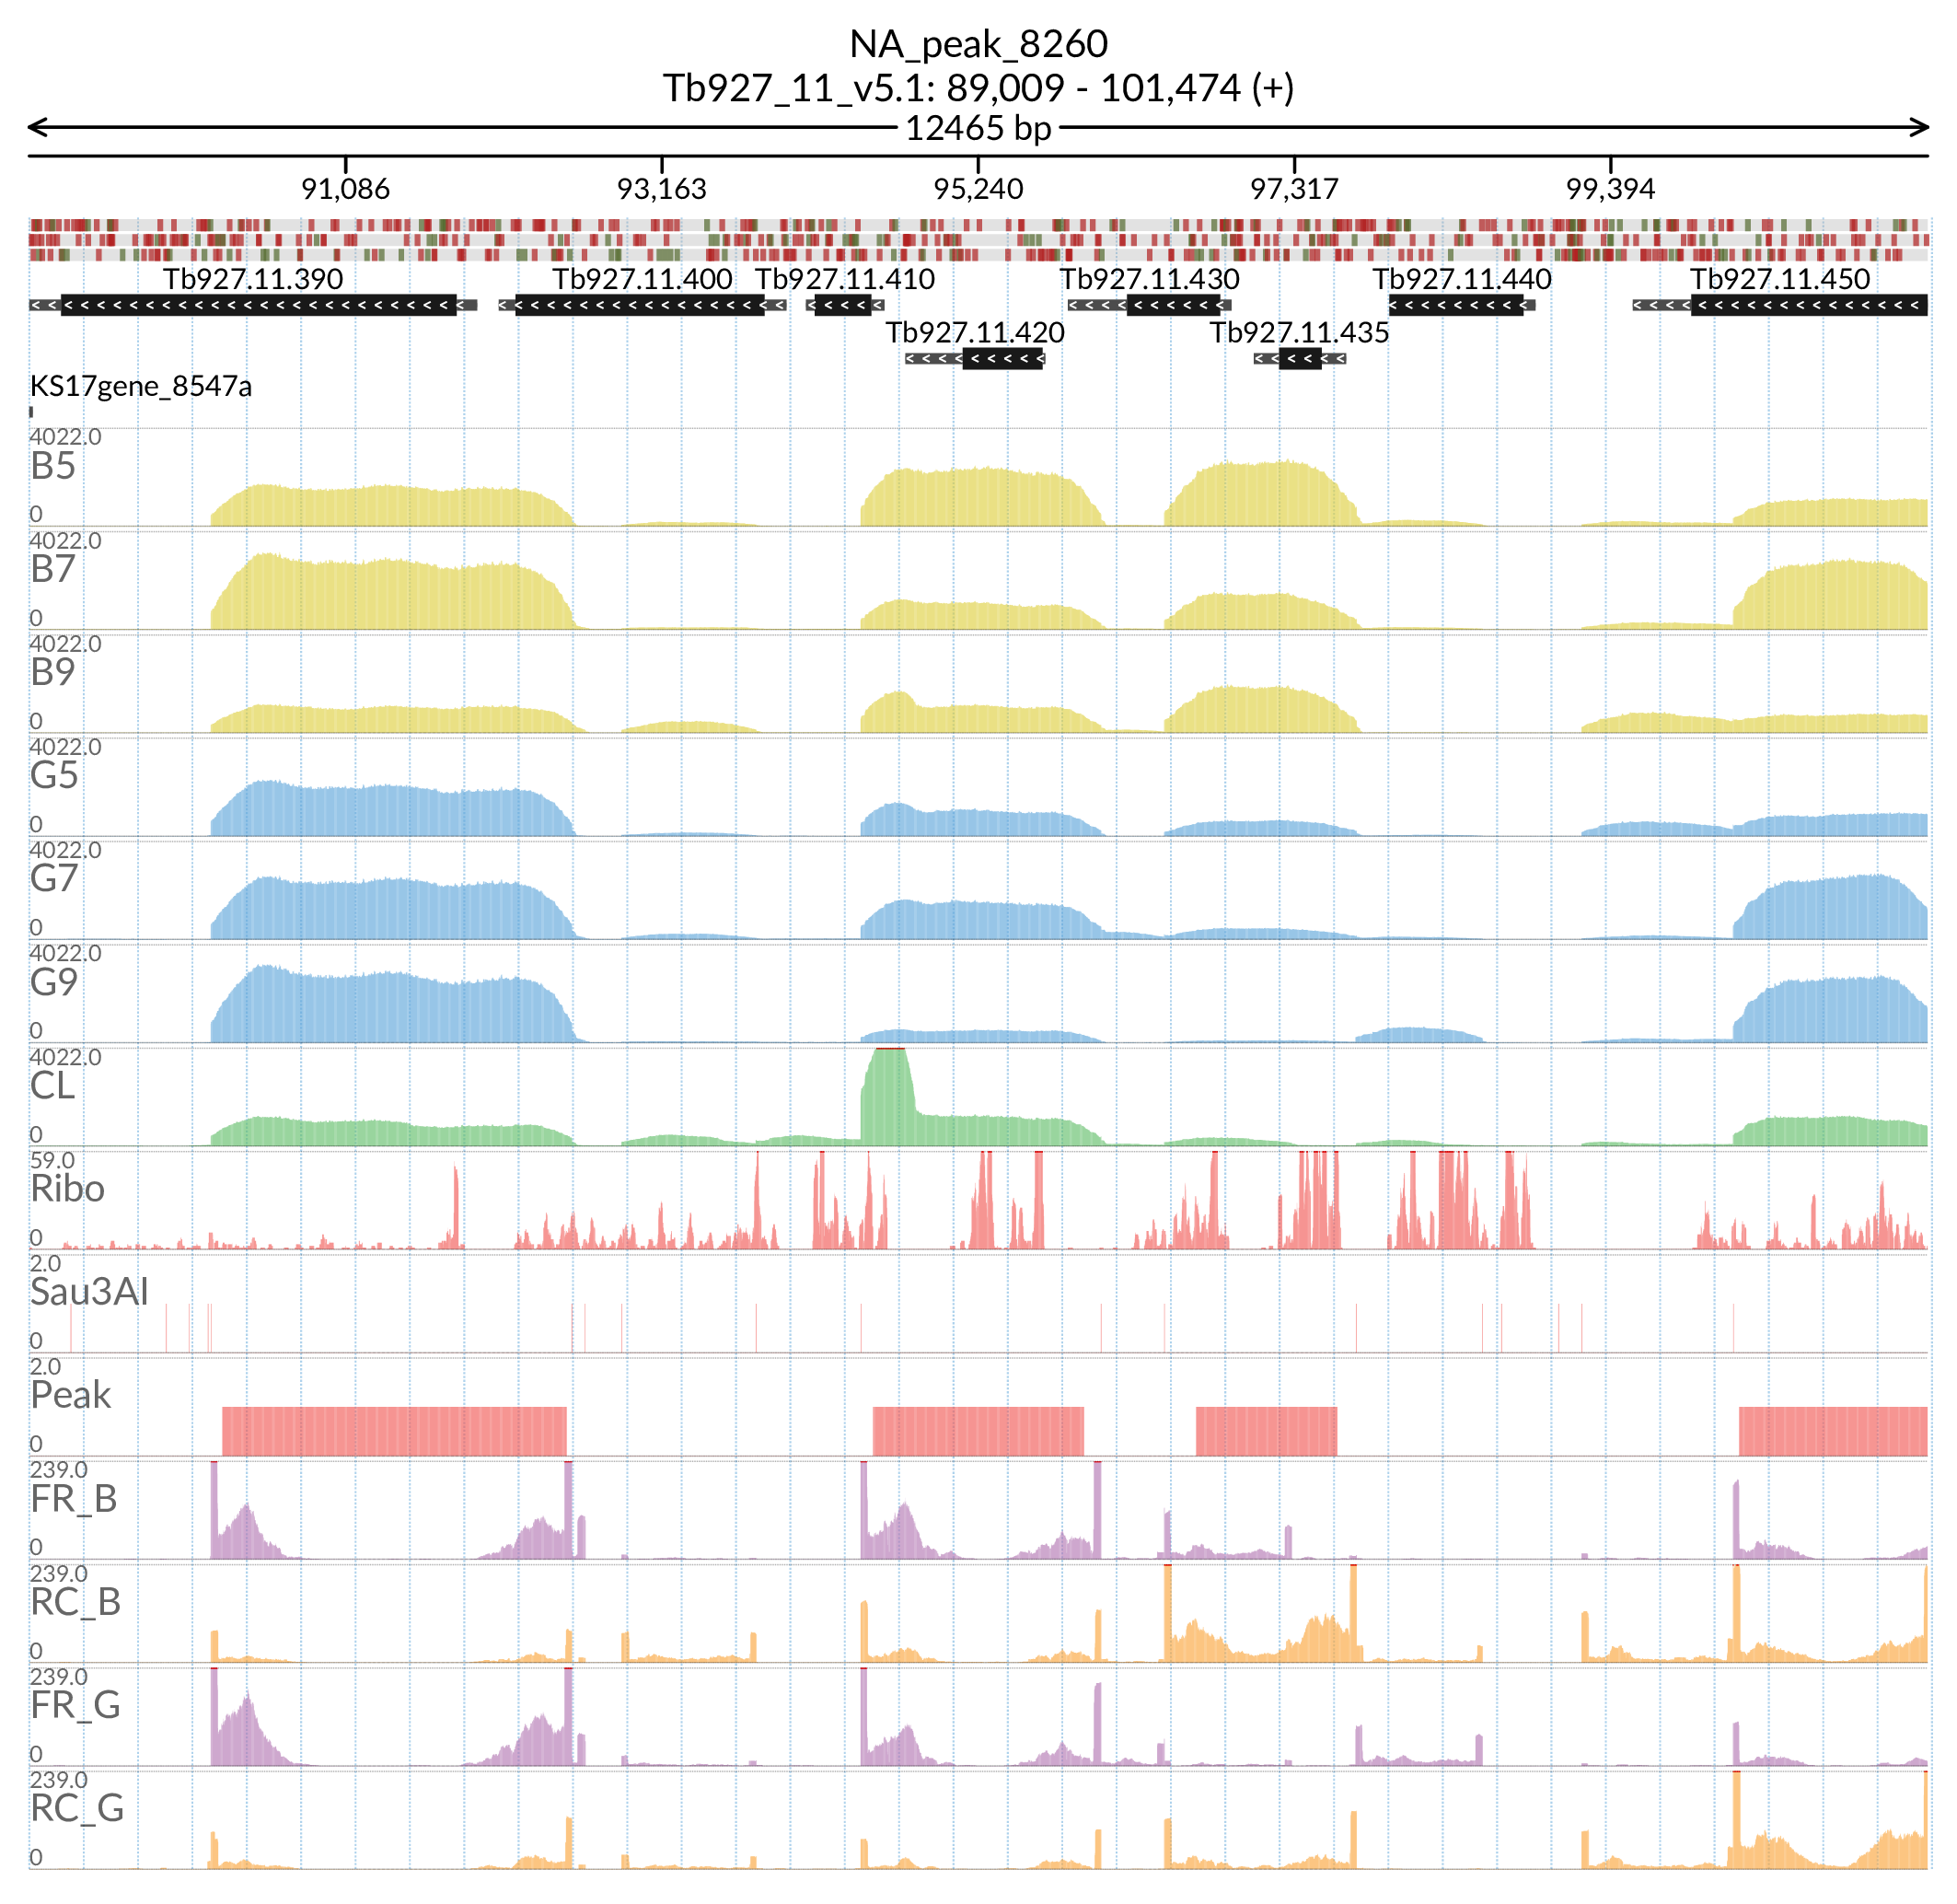 NA_peak_8260
Tb927_11_v5.1: 89,009 - 101,474 (+)
12465 bp
91,086 93,163 95,240 97,317 99,394
Tb927.11.390 Tb927.11.400 Tb927.11.410 Tb927.11.430 Tb927.11.440 Tb927.11.450
Tb927.11.420 Tb927.11.435
KS17gene_8547a
4022.0
B5
0
4022.0
B7
0
4022.0
B9
0
4022.0
G5
0
4022.0
G7
0
4022.0
G9
0
4022.0
CL
0
59.0
Ribo
0
2.0
Sau3AI
0
2.0
Peak
0
239.0
FR_B
0
239.0
RC_B
0
239.0
FR_G
0
239.0
RC_G
0